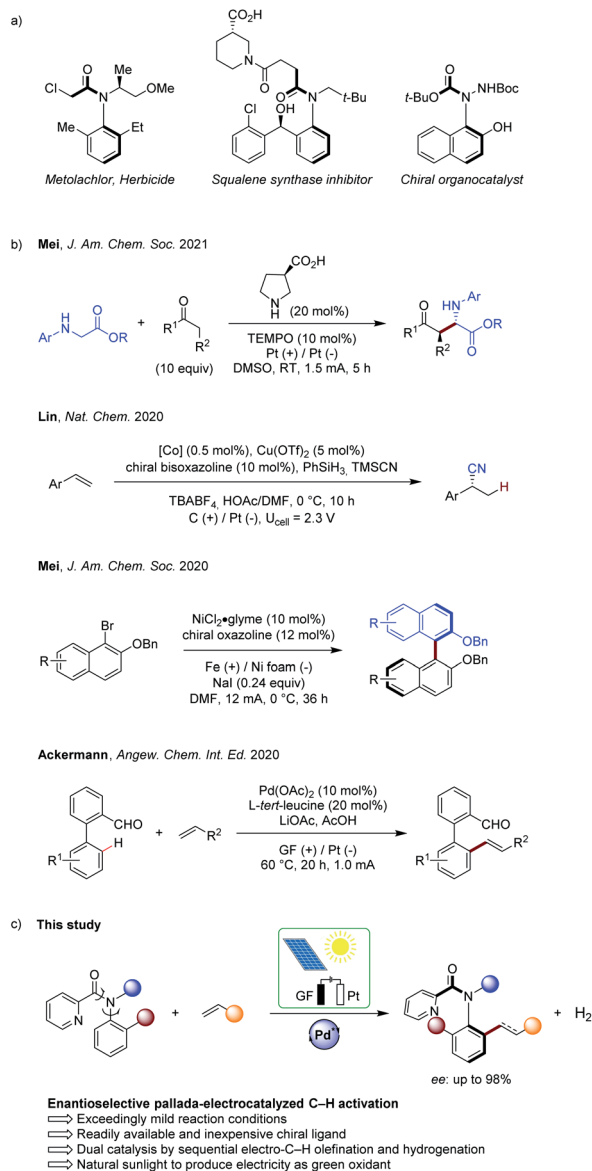 a)
CO2H
Cl
O
N
Me
OMe
Me
Et
N
O
O
N
t-Bu
Cl
OH
O
t-BuO
N
NHBoc
OH
Metolachlor, Herbicide
Squalene synthase inhibitor
Chiral organocatalyst
b) Mei, J. Am. Chem. Soc. 2021
Ar
H
N
O
OR
+
R1
O
R2
(10 equiv)
CO2H
N
H
(20 mol%)
TEMPO (10 mol%)
Pt (+) / Pt (-)
DMSO, RT, 1.5 mA, 5 h
R1
O
R2
HN
Ar
OR
O
Lin, Nat. Chem. 2020
Ar
[Co] (0.5 mol%), Cu(OTf)2 (5 mol%)
chiral bisoxazoline (10 mol%), PhSiH3, TMSCN
TBABF4, HOAc/DMF, 0 °C, 10 h
C (+) / Pt (-), Ucell = 2.3 V
CN
Ar
H
Mei, J. Am. Chem. Soc. 2020
Br
OBn
R
NiCl2•glyme (10 mol%)
chiral oxazoline (12 mol%)
Fe (+) / Ni foam (-)
NaI (0.24 equiv)
DMF, 12 mA, 0 °C, 36 h
R
OBn
OBn
R
Ackermann, Angew. Chem. Int. Ed. 2020
CHO
H
R1
+
R2
Pd(OAc)2 (10 mol%)
L-tert-leucine (20 mol%)
LiOAc, AcOH
GF (+) / Pt (-)
60 °C, 20 h, 1.0 mA
CHO
R2
R1
c) This study
O
N
N
+
GF
Pt
Pd*
O
N
N
+ H2
ee: up to 98%
Enantioselective pallada-electrocatalyzed C–H activation
Exceedingly mild reaction conditions
Readily available and inexpensive chiral ligand
Dual catalysis by sequential electro-C–H olefination and hydrogenation
Natural sunlight to produce electricity as green oxidant